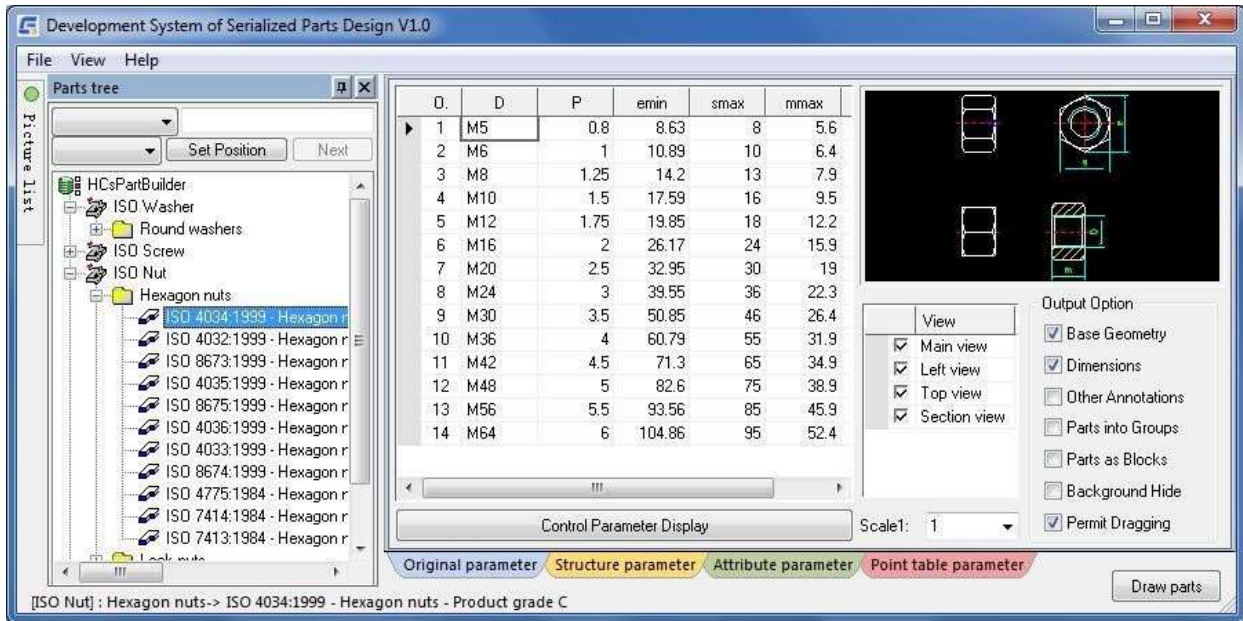 Development System of Serialized Parts Design V1.0
File View Help
Picture List
Parts tree
Set Position Next
HCsPartBuilder
ISO Washer
Round washers
ISO Screw
ISO Nut
Hexagon nuts
ISO 4034:1999 - Hexagon r
ISO 4032:1999 - Hexagon r
ISO 8673:1999 - Hexagon r
ISO 4035:1999 - Hexagon r
ISO 8675:1999 - Hexagon r
ISO 4036:1999 - Hexagon r
ISO 4033:1999 - Hexagon r
ISO 8674:1999 - Hexagon r
ISO 4775:1984 - Hexagon r
ISO 7414:1984 - Hexagon r
ISO 7413:1984 - Hexagon r
Lock nuts
O. D P emin smax mmax
1 M5 0.8 8.63 8 5.6
2 M6 1 10.89 10 6.4
3 M8 1.25 14.2 13 7.9
4 M10 1.5 17.59 16 9.5
5 M12 1.75 19.85 18 12.2
6 M16 2 26.17 24 15.9
7 M20 2.5 32.95 30 19
8 M24 3 39.55 36 22.3
9 M30 3.5 50.85 46 26.4
10 M36 4 60.79 55 31.9
11 M42 4.5 71.3 65 34.9
12 M48 5 82.6 75 38.9
13 M56 5.5 93.56 85 45.9
14 M64 6 104.86 95 52.4
Control Parameter Display
View
Main view
Left view
Top view
Section view
Scale1: 1
Output Option
Base Geometry
Dimensions
Other Annotations
Parts into Groups
Parts as Blocks
Background Hide
Permit Dragging
Original parameter Structure parameter Attribute parameter Point table parameter
Draw parts
[ISO Nut] : Hexagon nuts-> ISO 4034:1999 - Hexagon nuts - Product grade C